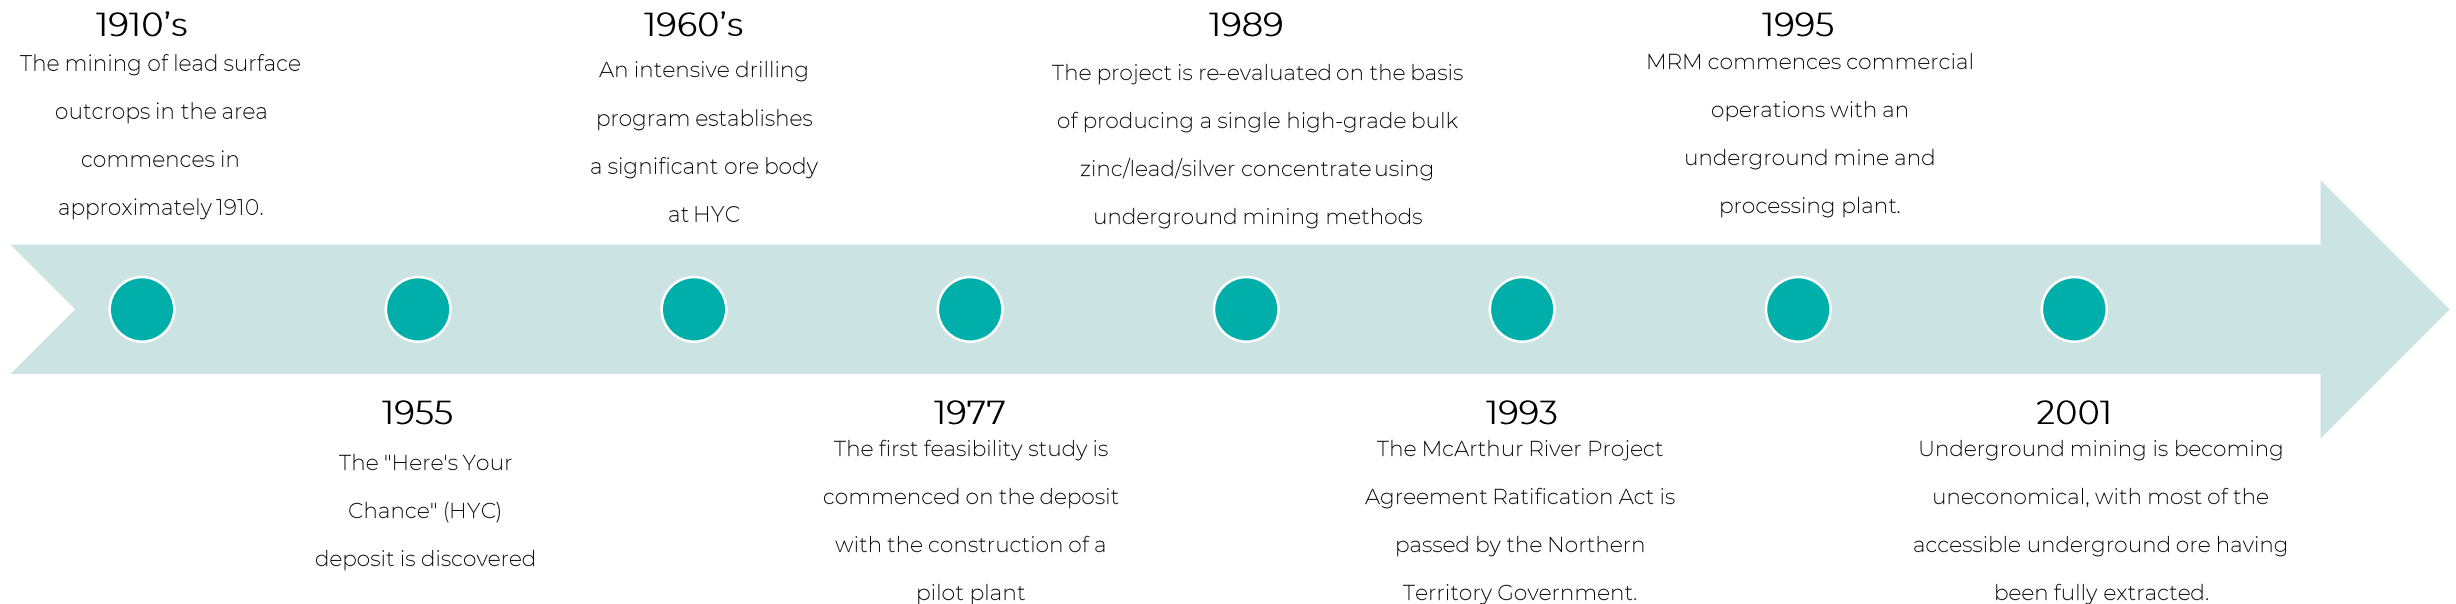 1910's
The mining of lead surface
outcrops in the area
commences in
approximately 1910.
1955
The "Here's Your
Chance" (HYC)
deposit is discovered
1960's
An intensive drilling
program establishes
a significant ore body
at HYC
1977
The first feasibility study is
commenced on the deposit
with the construction of a
pilot plant
1989
The project is re-evaluated on the basis
of producing a single high-grade bulk
zinc/lead/silver concentrate using
underground mining methods
1993
The McArthur River Project
Agreement Ratification Act is
passed by the Northern
Territory Government.
1995
MRM commences commercial
operations with an
underground mine and
processing plant.
2001
Underground mining is becoming
uneconomical, with most of the
accessible underground ore having
been fully extracted.